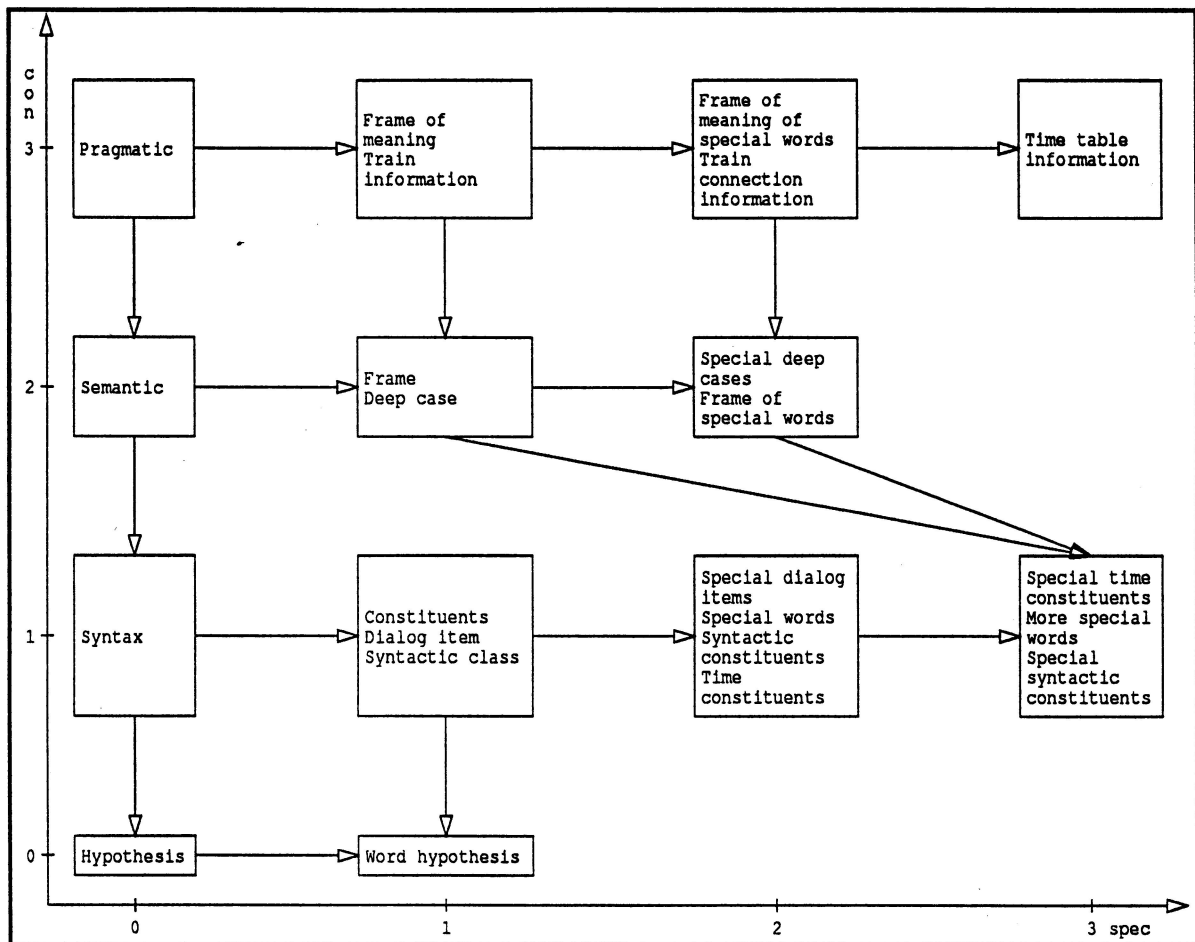 c
o
n
3
Pragmatic
Frame of
meaning
Train
information
Frame of
meaning of
special words
Train
connection
information
Time table
information
2
Semantic
Frame
Deep case
Special deep
cases
Frame of
special words
1
Syntax
Constituents
Dialog item
Syntactic class
Special dialog
items
Special words
Syntactic
constituents
Time
constituents
Special time
constituents
More special
words
Special
syntactic
constituents
0
Hypothesis
Word hypothesis
0 1 2 3 spec